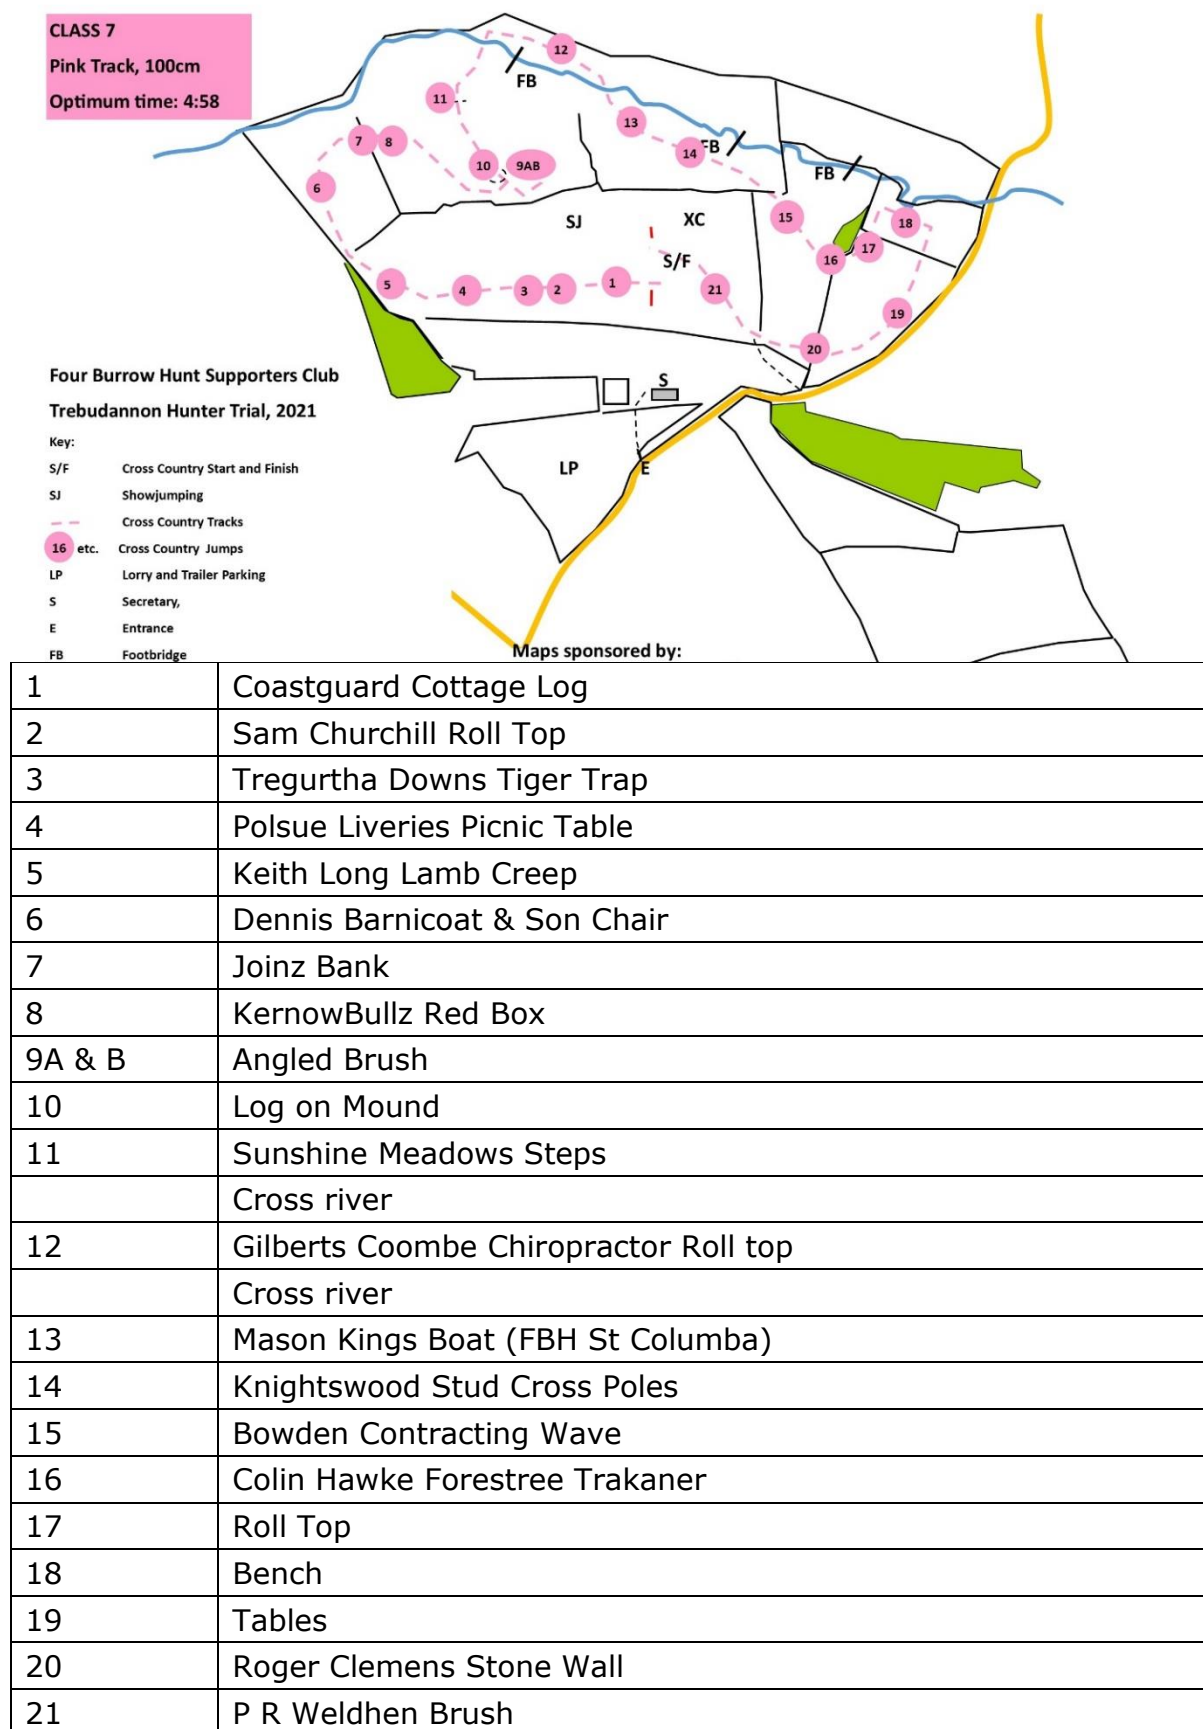 CLASS 7
Pink Track, 100cm
Optimum time: 4:58
12
FB
11
13
7
8
14
FB
10
9AB
FB
6
15
18
SJ
XC
17
16
S/F
5
4
3
2
1
21
19
20
Four Burrow Hunt Supporters Club
S
Trebudannon Hunter Trial, 2021
Key:
S/F Cross Country Start and Finish
LP
E
SJ Showjumping
Cross Country Tracks
16 etc. Cross Country Jumps
LP Lorry and Trailer Parking
S Secretary,
E Entrance
FB Footbridge
Maps sponsored by:
1 Coastguard Cottage Log
2 Sam Churchill Roll Top
3 Tregurtha Downs Tiger Trap
4 Polsue Liveries Picnic Table
5 Keith Long Lamb Creep
6 Dennis Barnicoat & Son Chair
7 Joinz Bank
8 KernowBullz Red Box
9A & B Angled Brush
10 Log on Mound
11 Sunshine Meadows Steps
Cross river
12 Gilberts Coombe Chiropractor Roll top
Cross river
13 Mason Kings Boat (FBH St Columba)
14 Knightswood Stud Cross Poles
15 Bowden Contracting Wave
16 Colin Hawke Forestree Trakaner
17 Roll Top
18 Bench
19 Tables
20 Roger Clemens Stone Wall
21 P R Weldhen Brush